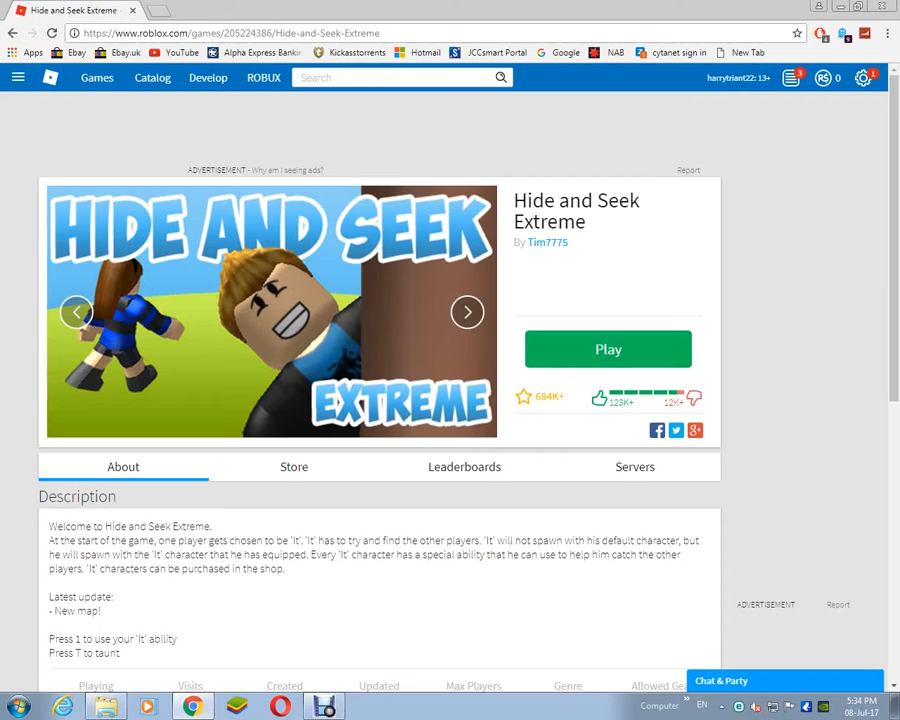 Hide and Seek Extreme -
https://www.roblox.com/games/205224386/Hide-and-Seek-Extreme
Apps Ebay Ebay.uk YouTube Alpha Express Bankin Kickasstorrents Hotmail JCCsmart Portal Google NAB cytanet sign in New Tab
Games Catalog Develop ROBUX Search harrytriant22: 13+ 3 R$ 0 1
ADVERTISEMENT - Why am I seeing ads? Report
HIDE AND SEEK
EXTREME
Hide and Seek
Extreme
By Tim7775
Play
684K+ 123K+ 12K+
About Store Leaderboards Servers
Description
Welcome to Hide and Seek Extreme.
At the start of the game, one player gets chosen to be 'It'. 'It' has to try and find the other players. 'It' will not spawn with his default character, but
he will spawn with the 'It' character that he has equipped. Every 'It' character has a special ability that he can use to help him catch the other
players. 'It' characters can be purchased in the shop.
Latest update:
- New map!
ADVERTISEMENT Report
Press 1 to use your 'It' ability
Press T to taunt
Playing Visits Created Updated Max Players Genre Allowed Ge
Chat & Party
Computer » EN 5:34 PM
08-Jul-17